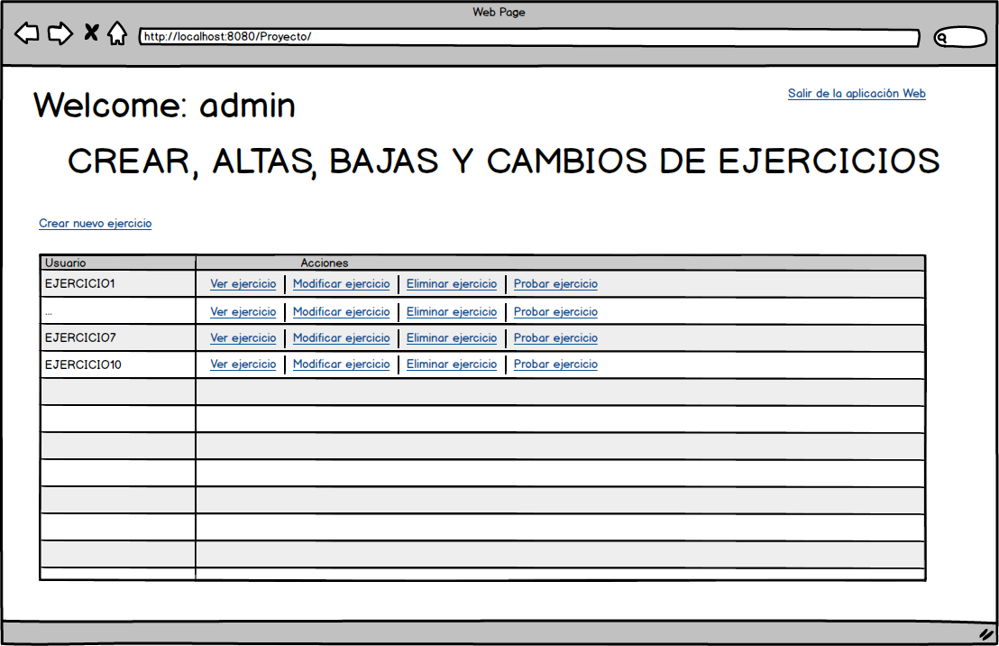 Web Page
http://localhost:8080/Proyecto/
Welcome: admin
Salir de la aplicación Web
CREAR, ALTAS, BAJAS Y CAMBIOS DE EJERCICIOS
Crear nuevo ejercicio
Usuario Acciones
EJERCICIO1 Ver ejercicio Modificar ejercicio Eliminar ejercicio Probar ejercicio
... Ver ejercicio Modificar ejercicio Eliminar ejercicio Probar ejercicio
EJERCICIO7 Ver ejercicio Modificar ejercicio Eliminar ejercicio Probar ejercicio
EJERCICIO10 Ver ejercicio Modificar ejercicio Eliminar ejercicio Probar ejercicio